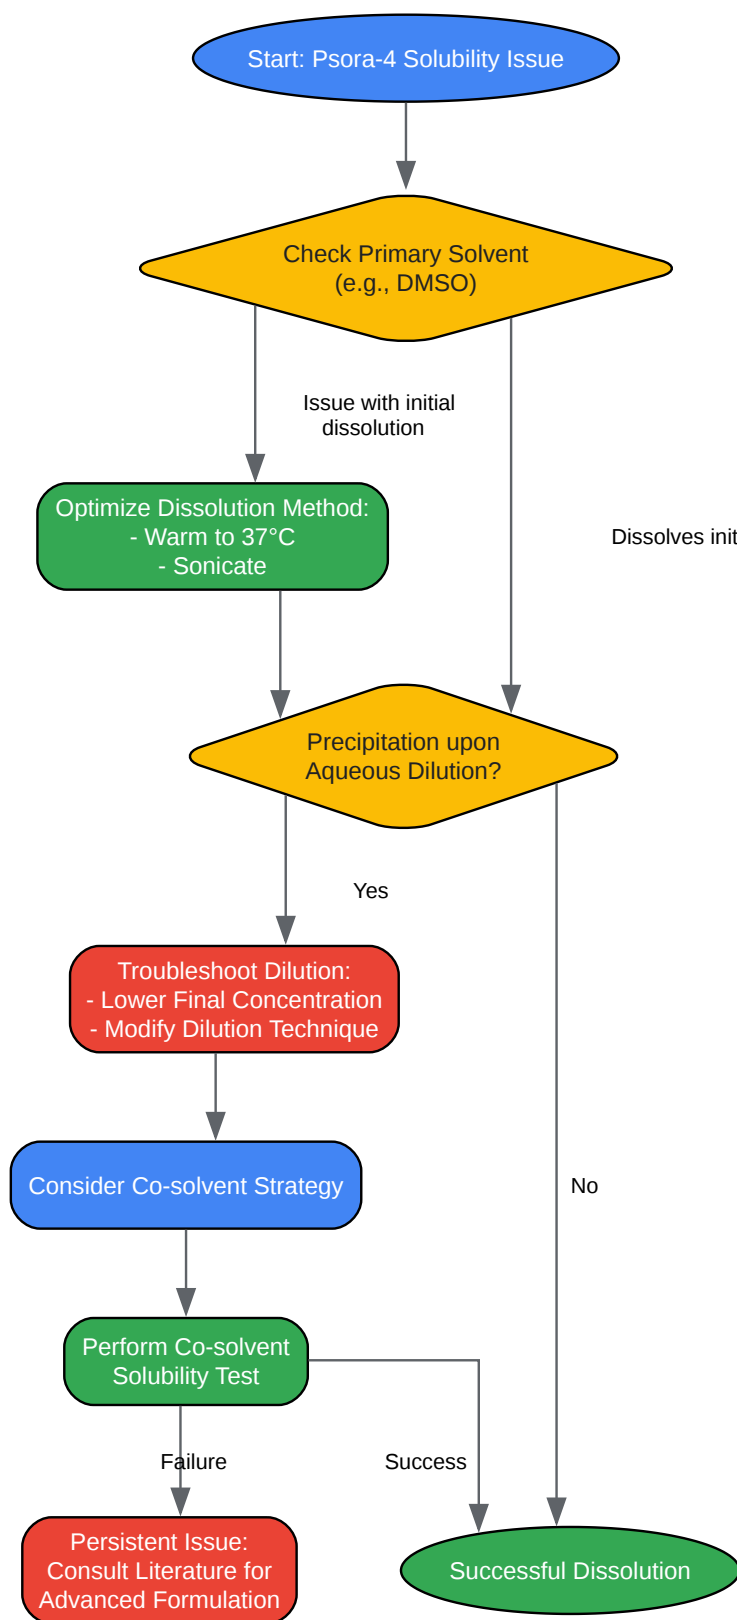 Start: Psora-4 Solubility Issue
Check Primary Solvent
(e.g., DMSO)
Issue with initial
dissolution
Optimize Dissolution Method:
- Warm to 37°C
- Sonicate
Dissolves init
Precipitation upon
Aqueous Dilution?
Yes
Troubleshoot Dilution:
- Lower Final Concentration
- Modify Dilution Technique
Consider Co-solvent Strategy
No
Perform Co-solvent
Solubility Test
Failure
Success
Persistent Issue:
Consult Literature for
Advanced Formulation
Successful Dissolution